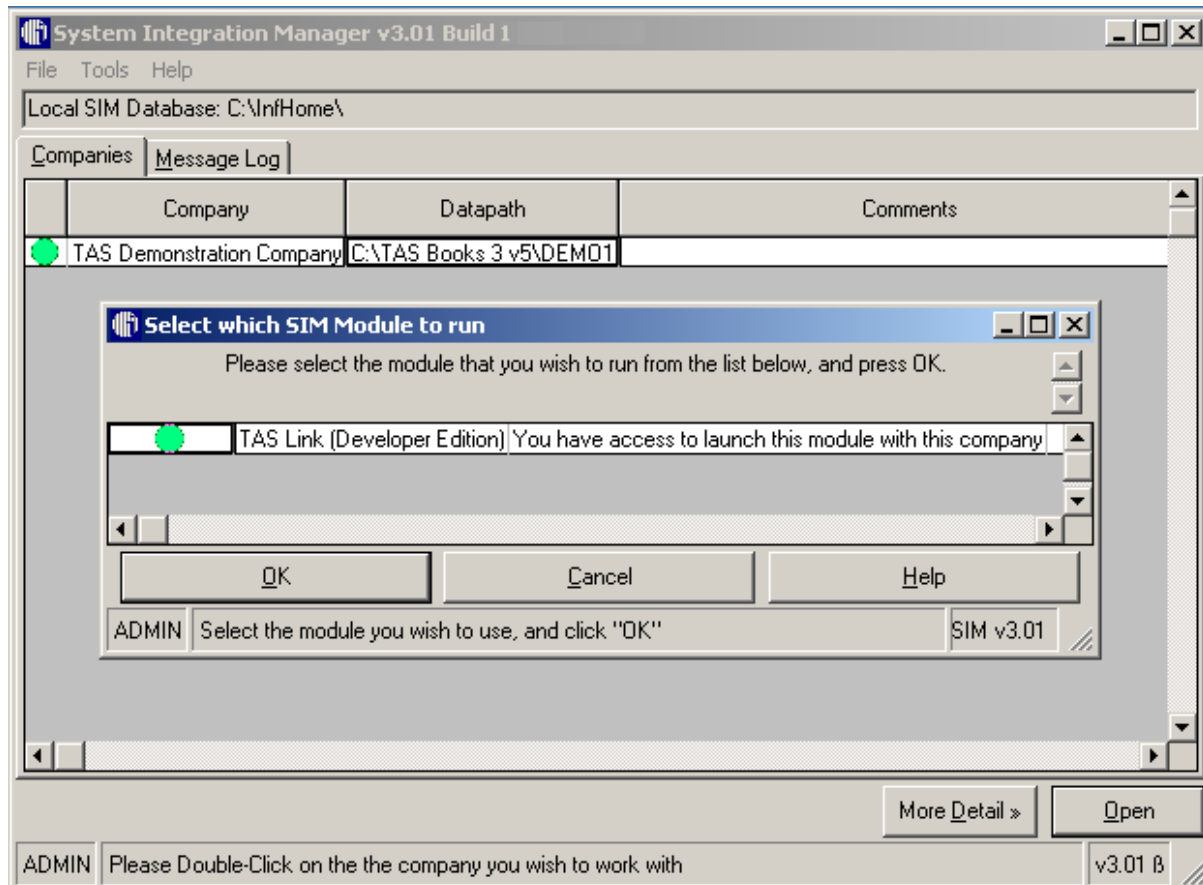 System Integration Manager v3.01 Build 1
File Tools Help
Local SIM Database: C:\InfHome\
Companies Message Log
Company Datapath Comments
TAS Demonstration Company C:\TAS Books 3 v5\DEMO1
Select which SIM Module to run
Please select the module that you wish to run from the list below, and press OK.
TAS Link (Developer Edition) You have access to launch this module with this company
OK Cancel Help
ADMIN Select the module you wish to use, and click "OK" SIM v3.01
More Detail » Open
ADMIN Please Double-Click on the the company you wish to work with v3.01 ß